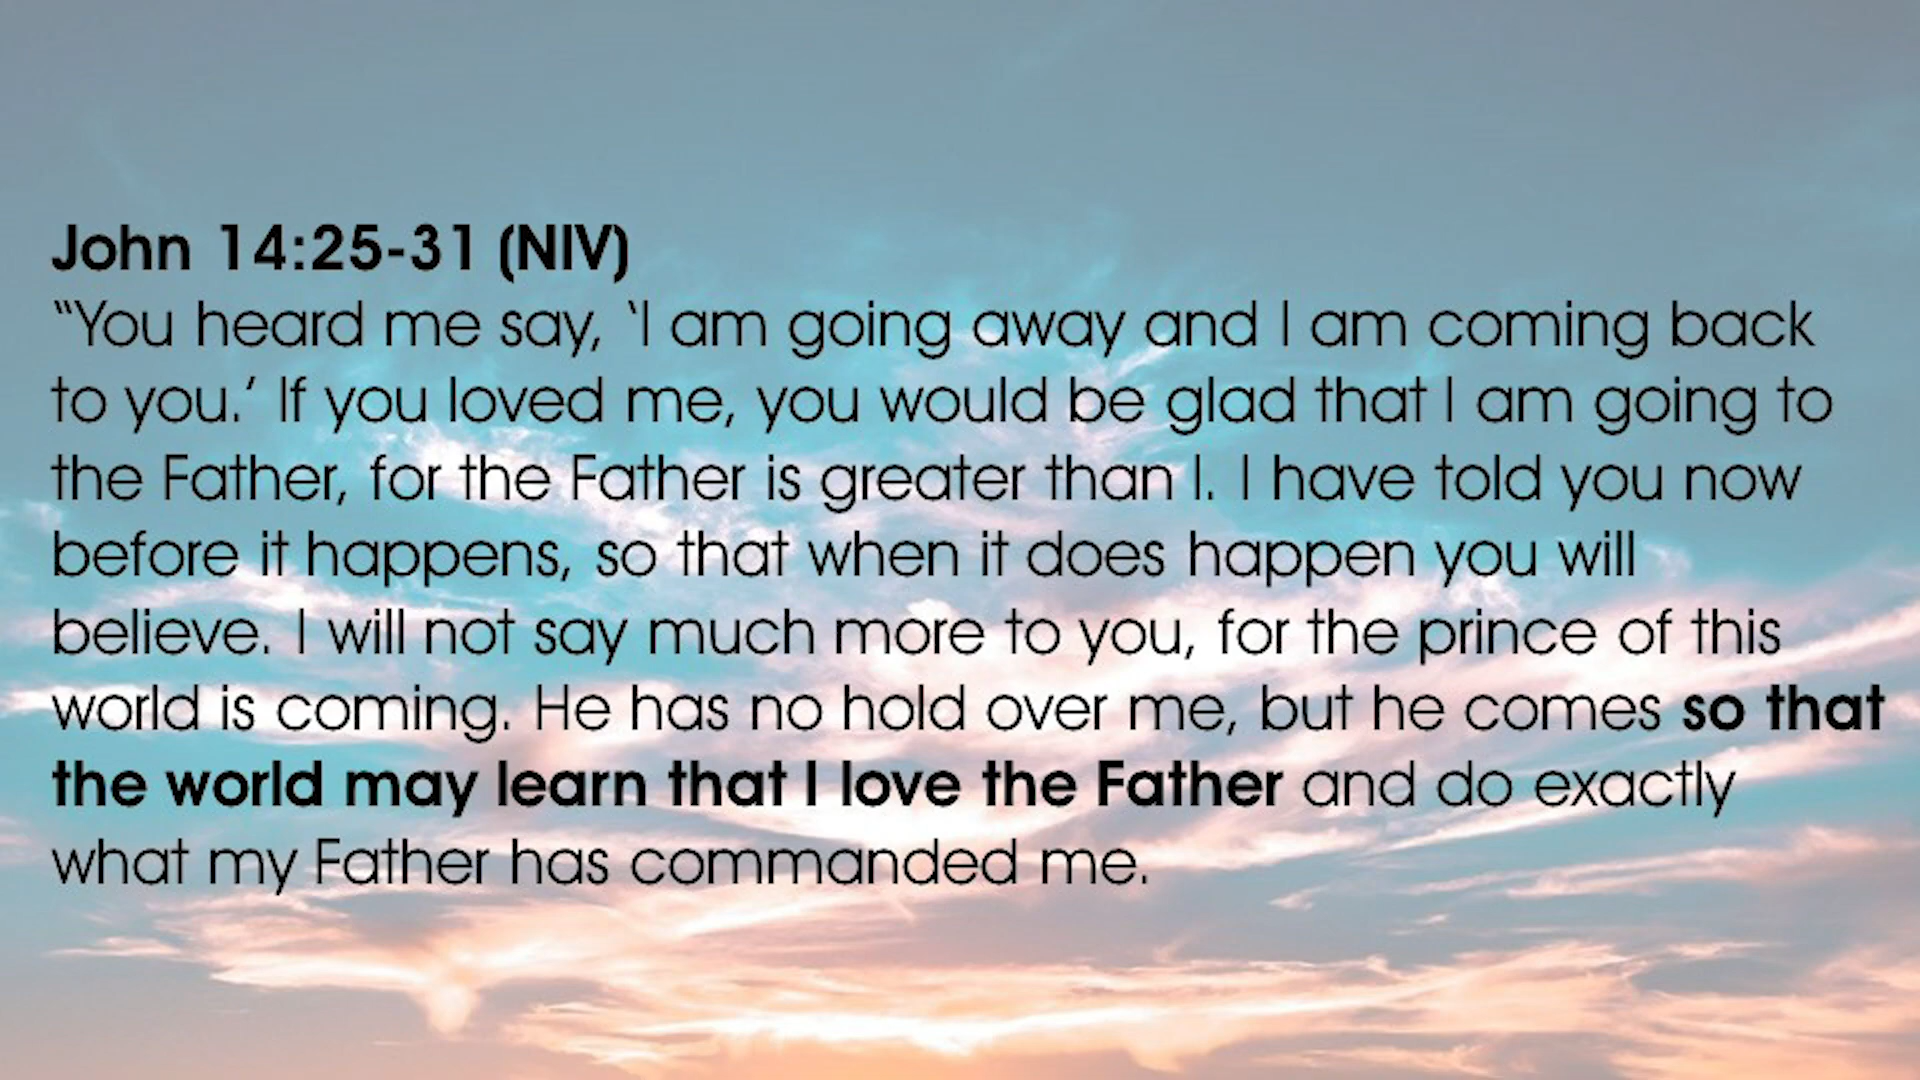 John 14:25-31 (NIV)
“You heard me say, ‘I am going away and I am coming back
to you.’ If you loved me, you would be glad that I am going to
the Father, for the Father is greater than I. I have told you now
before it happens, so that when it does happen you will
believe. I will not say much more to you, for the prince of this
world is coming. He has no hold over me, but he comes so that
the world may learn that I love the Father and do exactly
what my Father has commanded me.